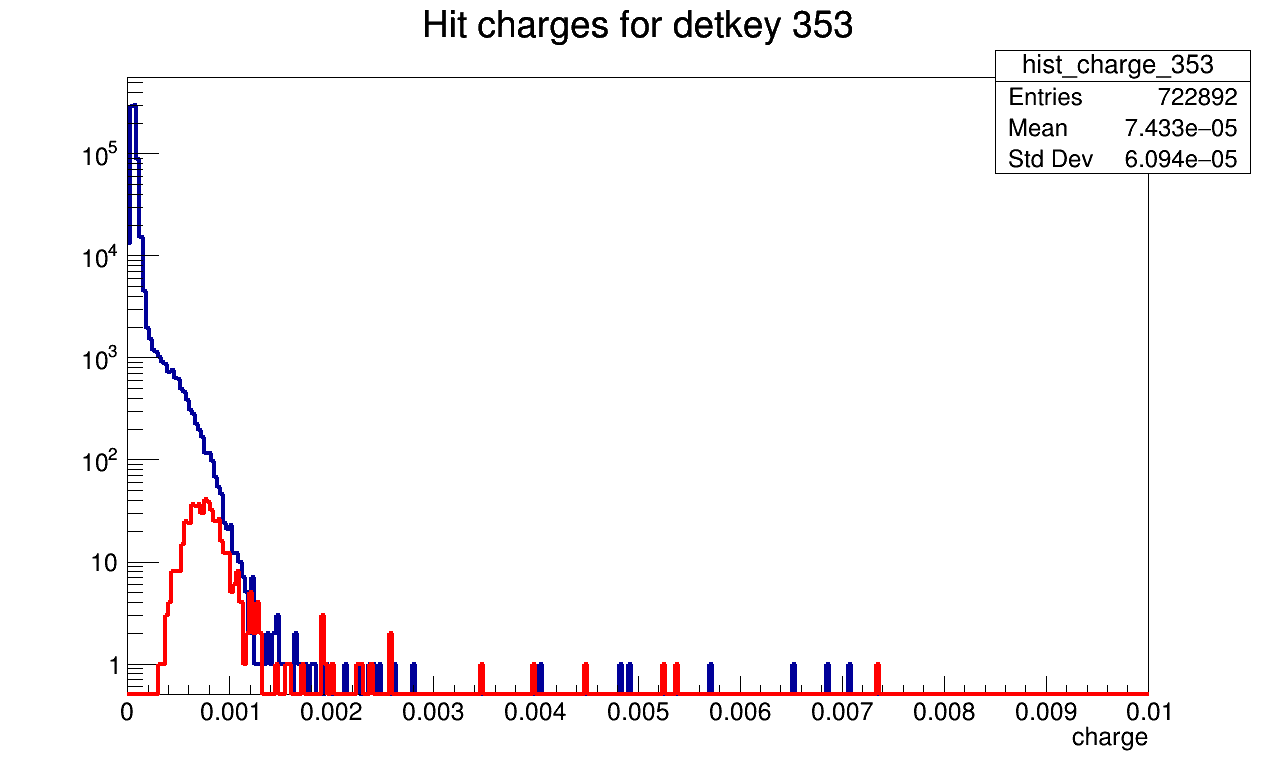 Hit charges for detkey 353
hist_charge_353
Entries 722892
Mean 7.433e−05
Std Dev 6.094e−05
10^5
10^4
10^3
10^2
10
1
0 0.001 0.002 0.003 0.004 0.005 0.006 0.007 0.008 0.009 0.01
charge